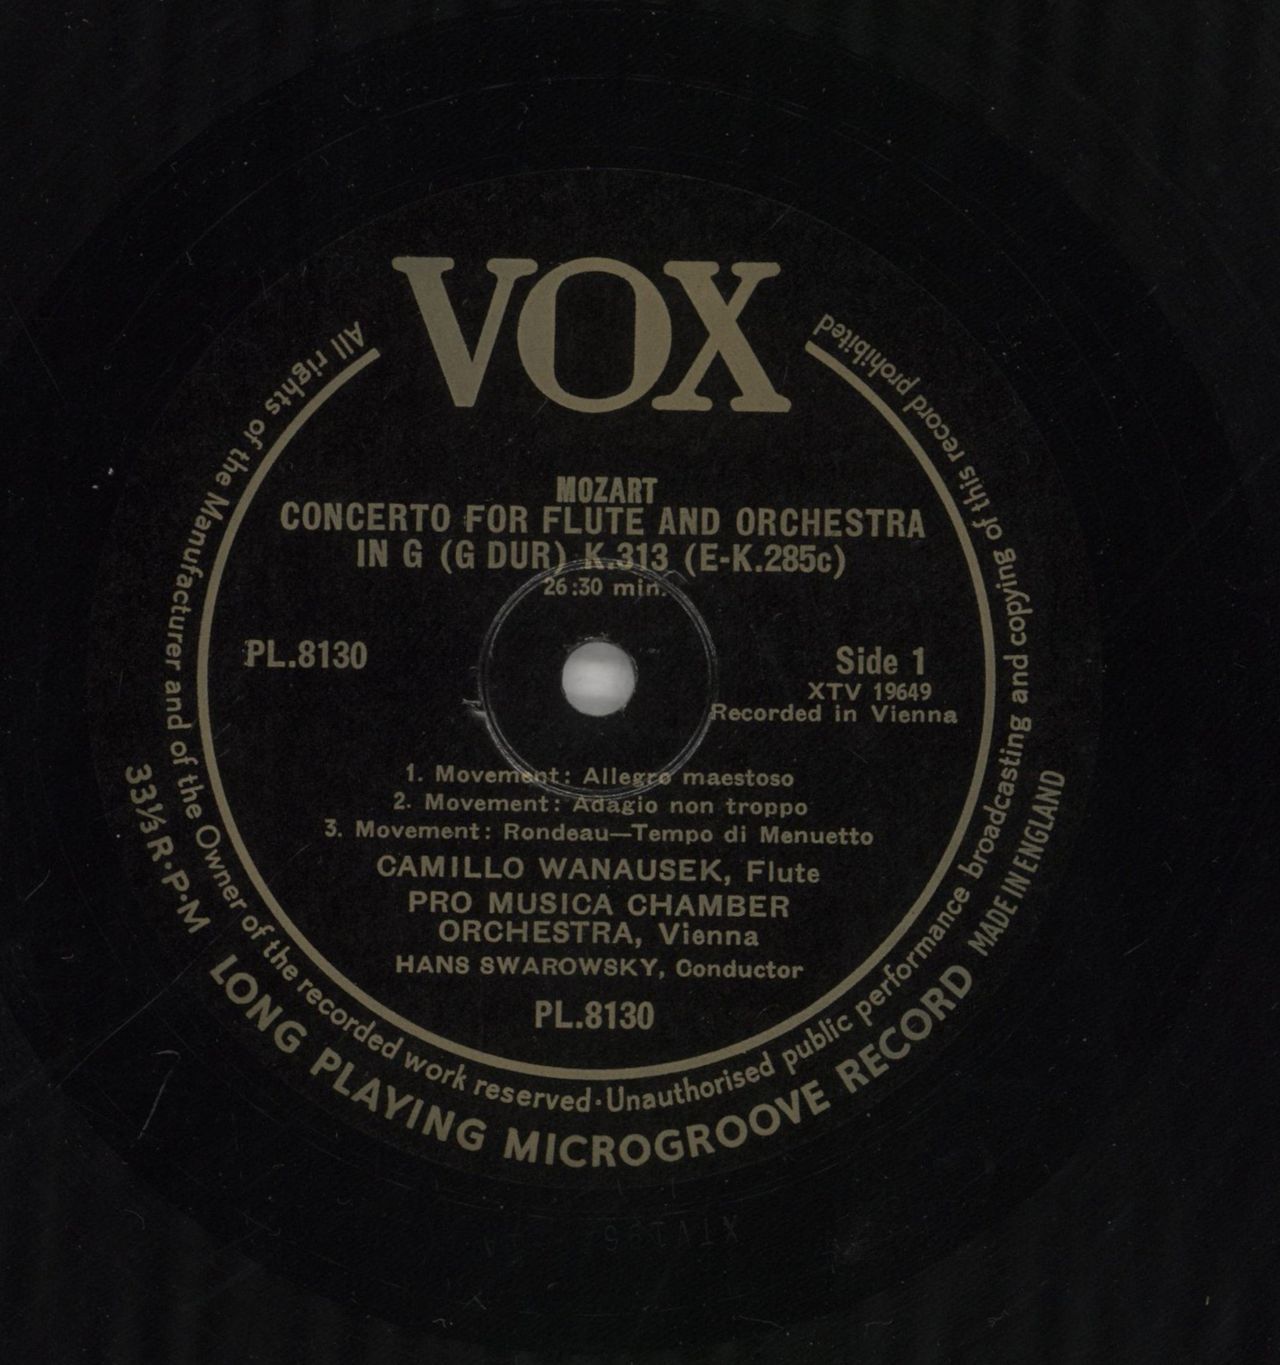 VOX
MOZART
CONCERTO FOR FLUTE AND ORCHESTRA
IN G (G DUR) K.313 (E-K.285c)
26:30 min.
PL.8130
Side 1
XTV 19649
Recorded in Vienna
1. Movement: Allegro maestoso
2. Movement: Adagio non troppo
3. Movement: Rondeau—Tempo di Menuetto
CAMILLO WANAUSEK, Flute
PRO MUSICA CHAMBER
ORCHESTRA, Vienna
HANS SWAROWSKY, Conductor
PL.8130
All rights of the Manufacturer and of the Owner of the recorded work reserved·Unauthorised public performance broadcasting and copying of this record prohibited
33⅓ R·P·M LONG PLAYING MICROGROOVE RECORD MADE IN ENGLAND